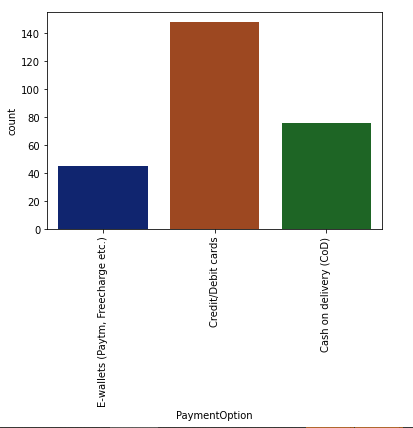 140
120
100
80
60
40
20
0
count
E-wallets (Paytm, Freecharge etc.)
Credit/Debit cards
Cash on delivery (CoD)
PaymentOption